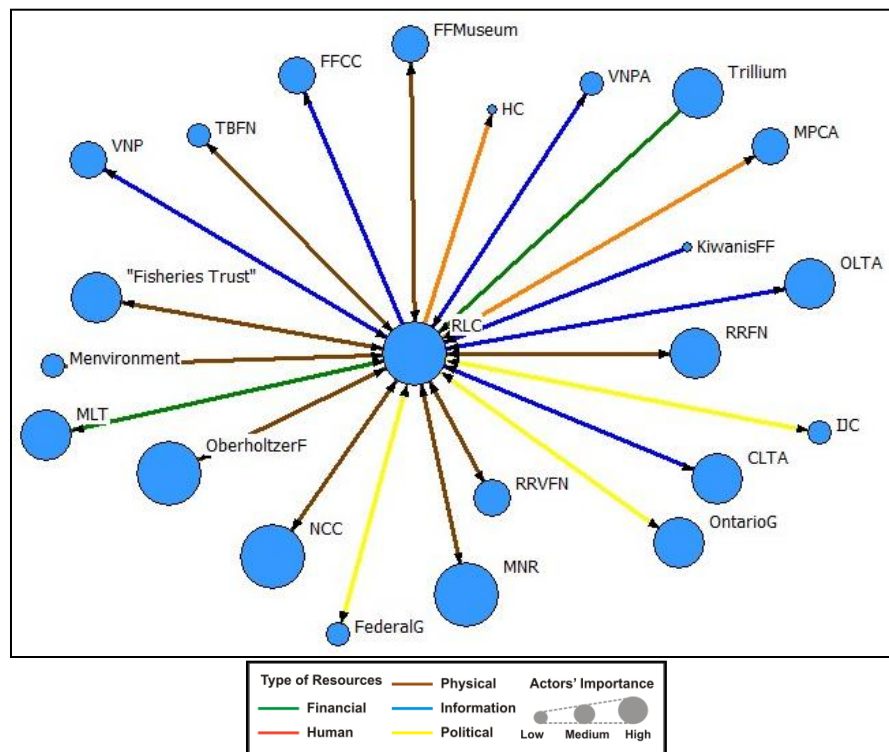 FFMuseum
FFCC
VNPA
Trillium
HC
TBFN
MPCA
VNP
KiwanisFF
OLTA
"Fisheries Trust"
RLC
RRFN
Menvironment
MLT
IJC
OberholtzerF
CLTA
RRVFN
OntarioG
NCC
MNR
FederalG
Type of Resources
Physical
Actors' Importance
Financial
Information
Human
Political
Low Medium High